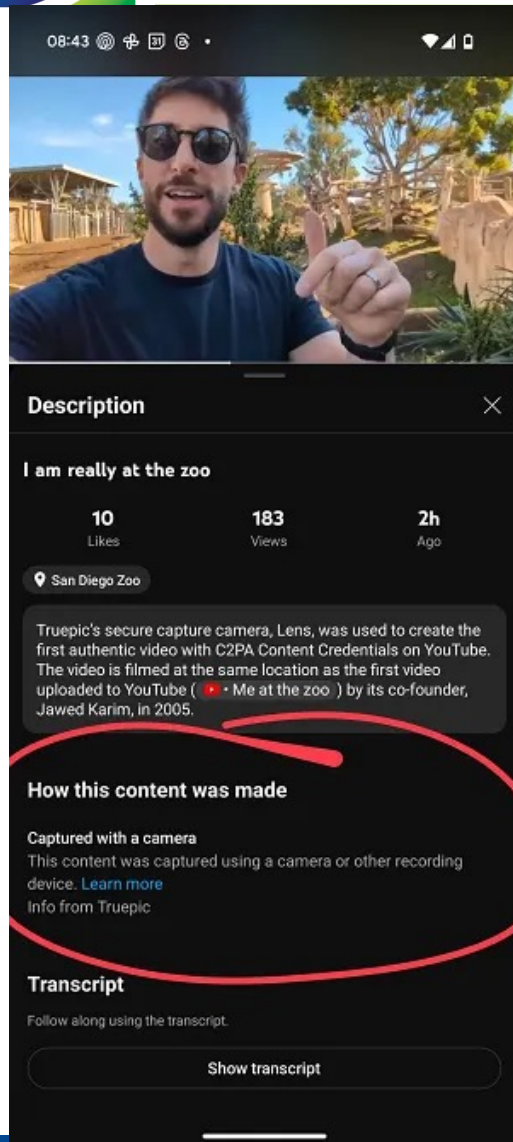 08:43
31
Description
I am really at the zoo
10
183
2h
Likes
Views
Ago
San Diego Zoo
Truepic's secure capture camera, Lens, was used to create the
first authentic video with C2PA Content Credentials on YouTube.
The video is filmed at the same location as the first video
uploaded to YouTube ( • Me at the zoo ) by its co-founder,
Jawed Karim, in 2005.
How this content was made
Captured with a camera
This content was captured using a camera or other recording
device. Learn more
Info from Truepic
Transcript
Follow along using the transcript.
Show transcript